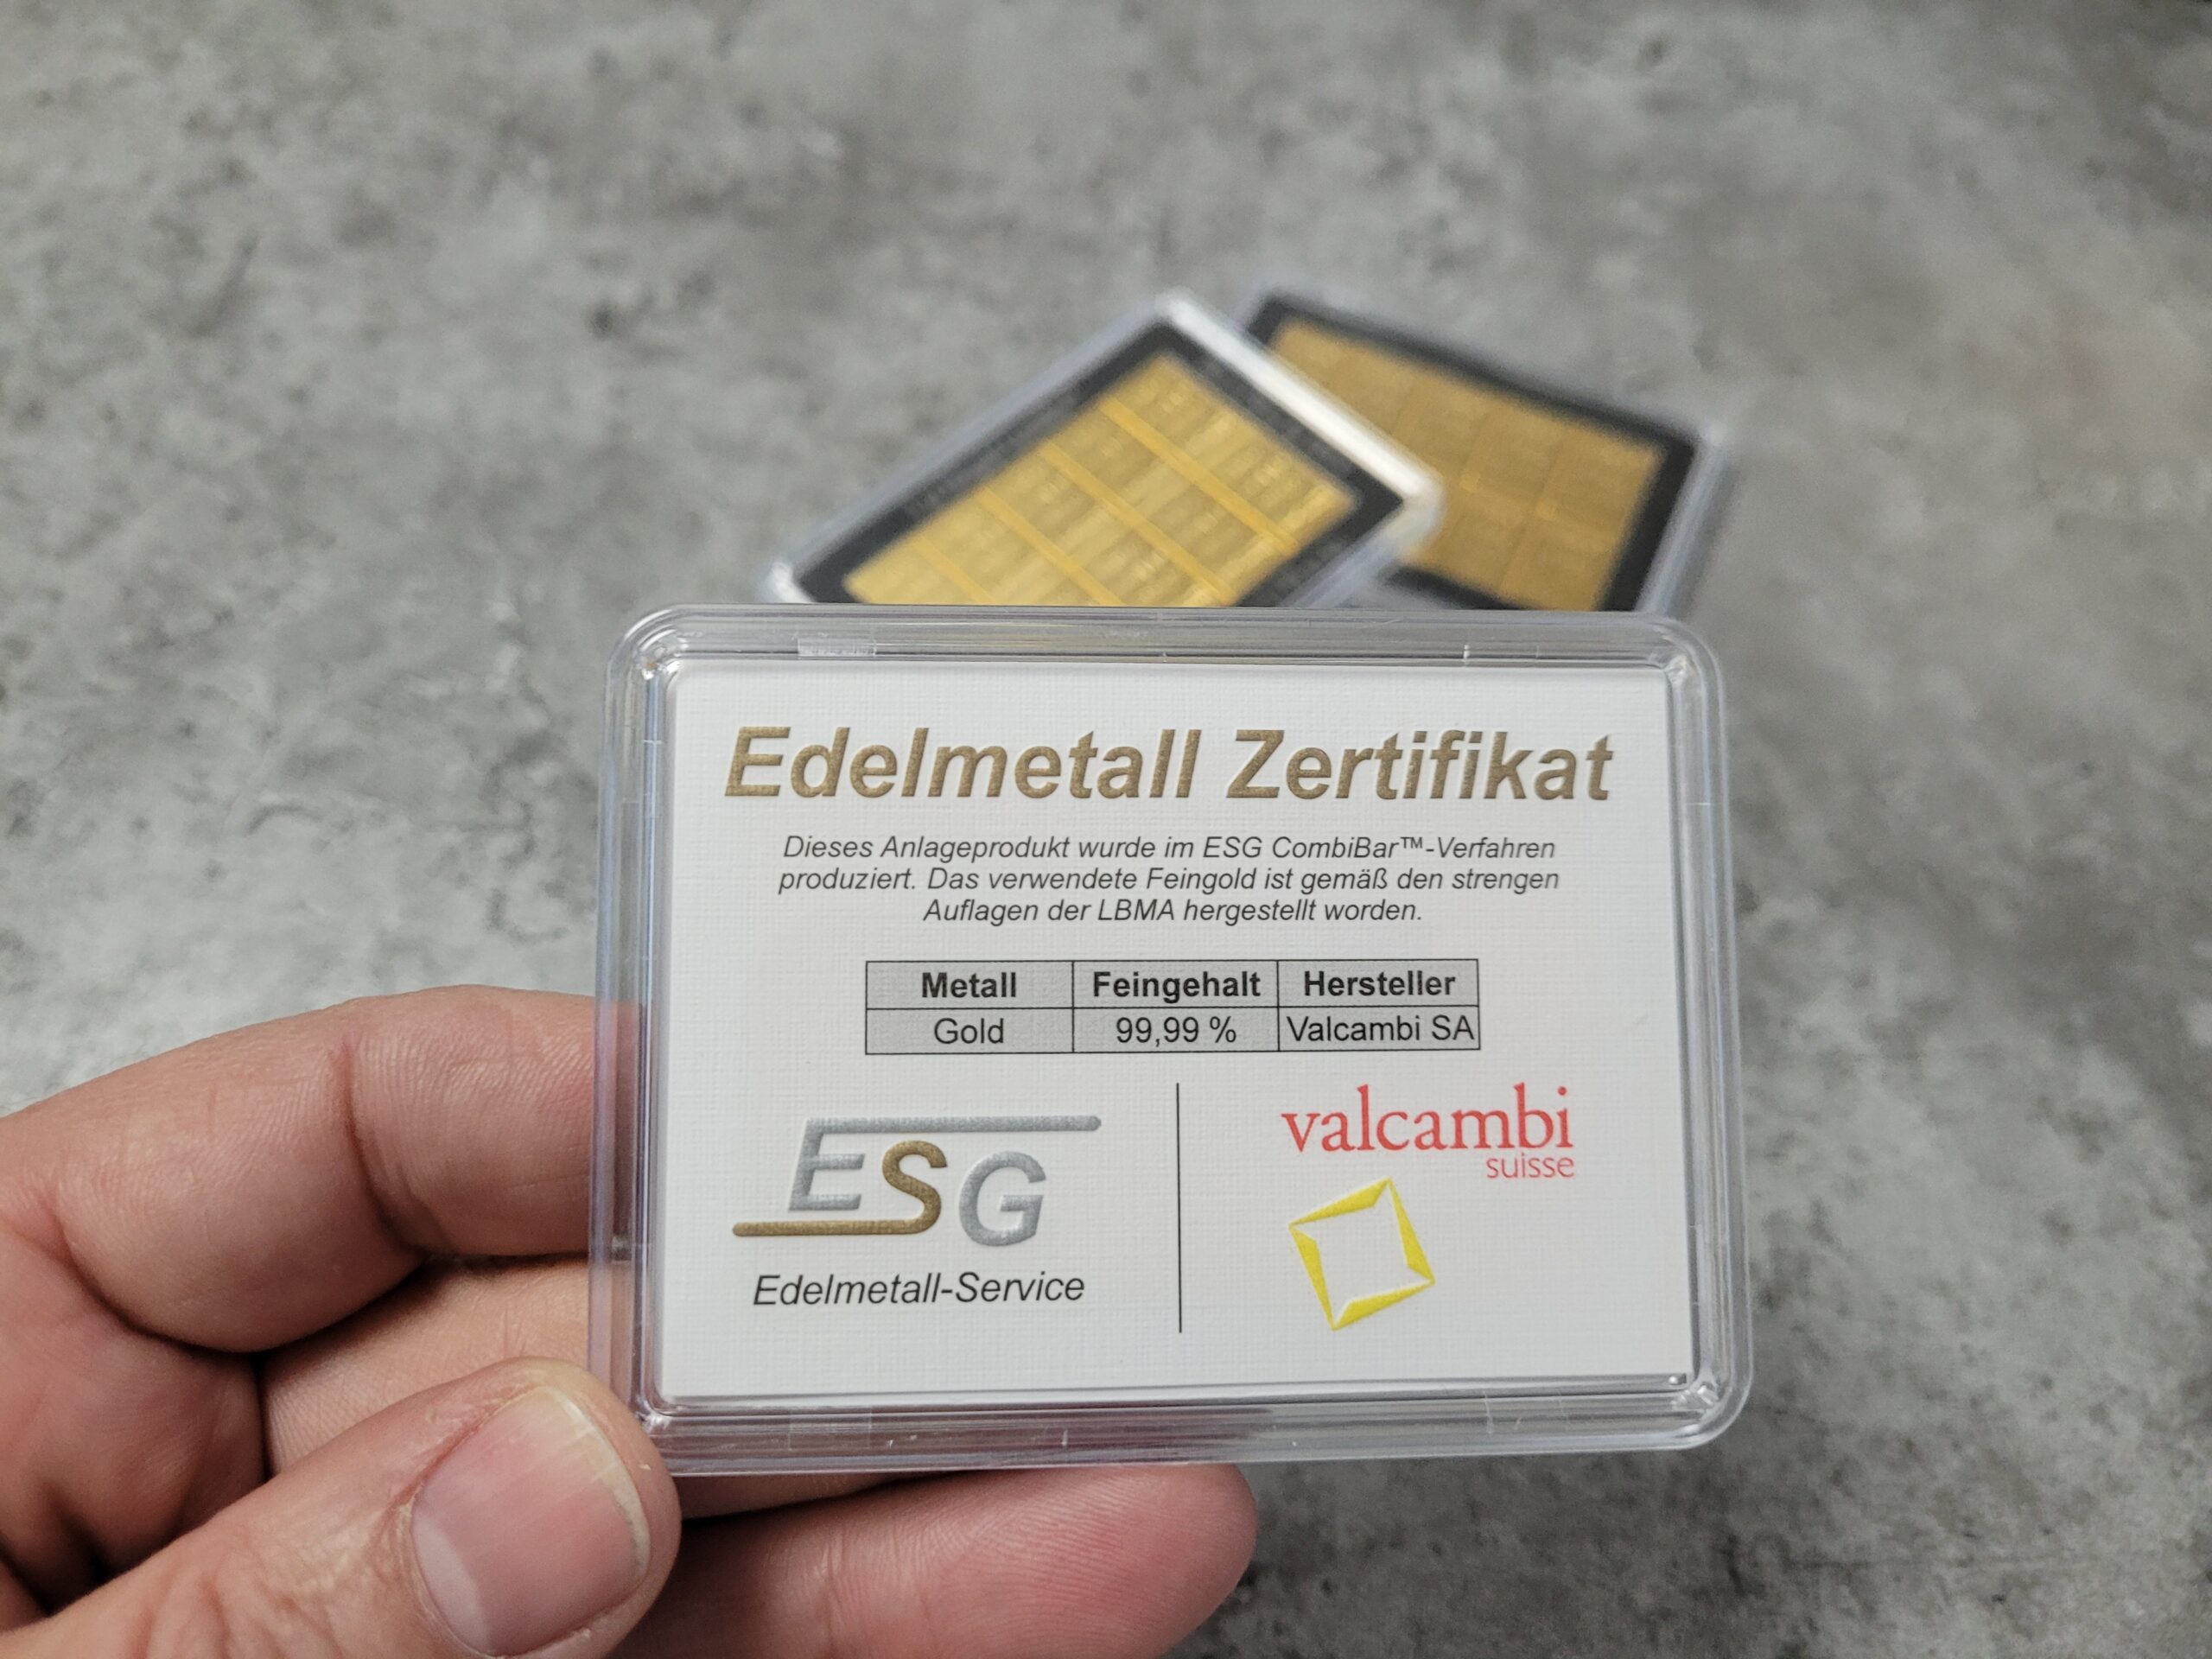 Edelmetall Zertifikat
Dieses Anlageprodukt wurde im ESG CombiBar™-Verfahren
produziert. Das verwendete Feingold ist gemäß den strengen
Auflagen der LBMA hergestellt worden.
Metall Feingehalt Hersteller
Gold 99,99 % Valcambi SA
ESG
Edelmetall-Service
valcambi
suisse